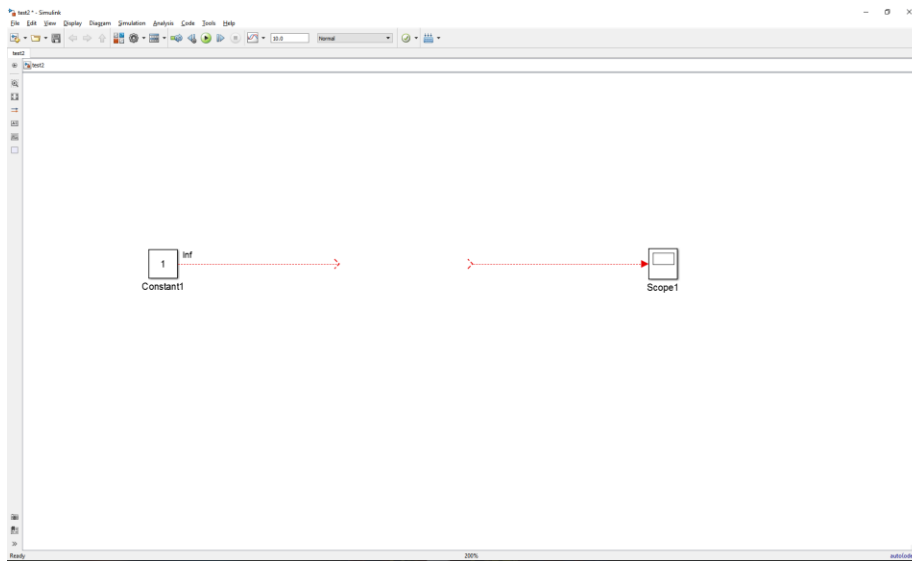 test2 * - Simulink
File Edit View Display Diagram Simulation Analysis Code Tools Help
10.0 Normal
test2
test2
Inf
1
Constant1
Scope1
Ready 200%